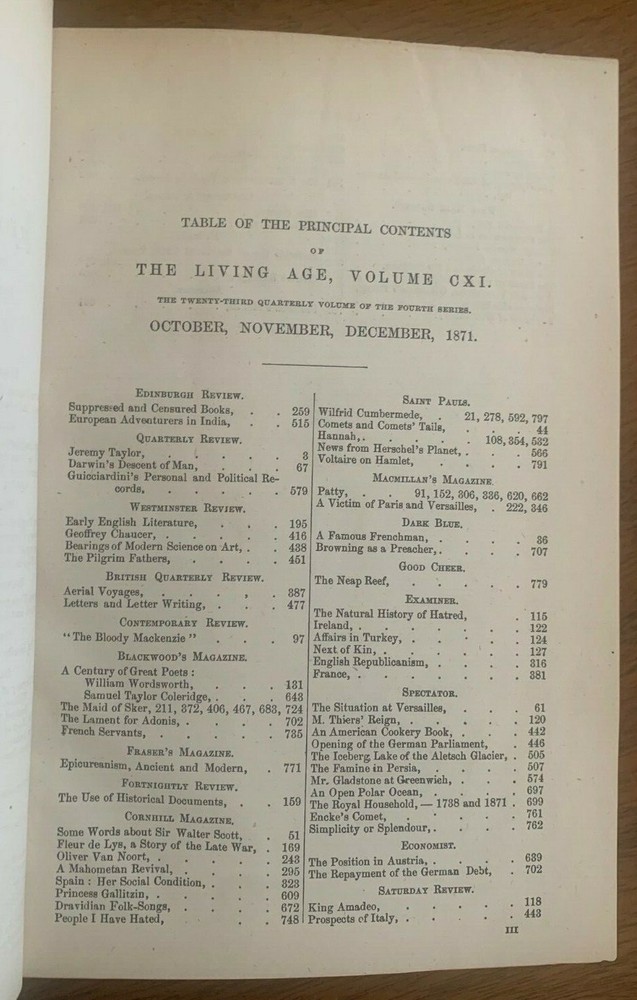 TABLE OF THE PRINCIPAL CONTENTS
OF
THE LIVING AGE, VOLUME CXI.
THE TWENTY-THIRD QUARTERLY VOLUME OF THE FOURTH SERIES.
OCTOBER, NOVEMBER, DECEMBER, 1871.
EDINBURGH REVIEW.
Suppressed and Censured Books, . . 259
European Adventurers in India, . . 515
QUARTERLY REVIEW.
Jeremy Taylor, . . . . . 3
Darwin's Descent of Man, . . . 67
Guicciardini's Personal and Political Re-
cords, . . . . . 579
WESTMINSTER REVIEW.
Early English Literature, . . . 195
Geoffrey Chaucer, . . . . . 416
Bearings of Modern Science on Art, . . 438
The Pilgrim Fathers, . . . . 451
BRITISH QUARTERLY REVIEW.
Aerial Voyages, . . . . . 387
Letters and Letter Writing, . . . 477
CONTEMPORARY REVIEW.
"The Bloody Mackenzie" . . . 97
BLACKWOOD'S MAGAZINE.
A Century of Great Poets:
William Wordsworth, . . . 131
Samuel Taylor Coleridge, . . . 643
The Maid of Sker, 211, 372, 406, 467, 683, 724
The Lament for Adonis, . . . . 702
French Servants, . . . . . 735
FRASER'S MAGAZINE.
Epicureanism, Ancient and Modern, . 771
FORTNIGHTLY REVIEW.
The Use of Historical Documents, . . 159
CORNHILL MAGAZINE.
Some Words about Sir Walter Scott, . 51
Fleur de Lys, a Story of the Late War, . 169
Oliver Van Noort, . . . . . 243
A Mahometan Revival, . . . . 295
Spain: Her Social Condition, . . . 323
Princess Gallitzin, . . . . . 609
Dravidian Folk-Songs, . . . . 672
People I Have Hated, . . 748
SAINT PAULS.
Wilfrid Cumbermede, . 21, 278, 592, 797
Comets and Comets' Tails, . . . 44
Hannah, . . . . . 108, 354, 532
News from Herschel's Planet, . . . 566
Voltaire on Hamlet, . . . . 791
MACMILLAN'S MAGAZINE.
Patty, . . 91, 152, 306, 336, 620, 662
A Victim of Paris and Versailles, . 222, 346
DARK BLUE.
A Famous Frenchman, . . . . 36
Browning as a Preacher, . . . . 707
GOOD CHEER.
The Neap Reef, . . . . . 779
EXAMINER.
The Natural History of Hatred, . 115
Ireland, . . . . . . 122
Affairs in Turkey, . . . . . 124
Next of Kin, . . . . . . 127
English Republicanism, . . . . 316
France, . . . . . . 381
SPECTATOR.
The Situation at Versailles, . . . 61
M. Thiers' Reign, . . . . . 120
An American Cookery Book, . . . 442
Opening of the German Parliament, . 446
The Iceberg Lake of the Aletsch Glacier, . 505
The Famine in Persia, . . . . 507
Mr. Gladstone at Greenwich, . . . 574
An Open Polar Ocean, . . . . 697
The Royal Household, — 1738 and 1871 . 699
Encke's Comet, . . . . . 761
Simplicity or Splendour, . . . . 762
ECONOMIST.
The Position in Austria, . . . . 639
The Repayment of the German Debt, . 702
SATURDAY REVIEW.
King Amadeo, . . . . . 118
Prospects of Italy, . . . . . 443
III